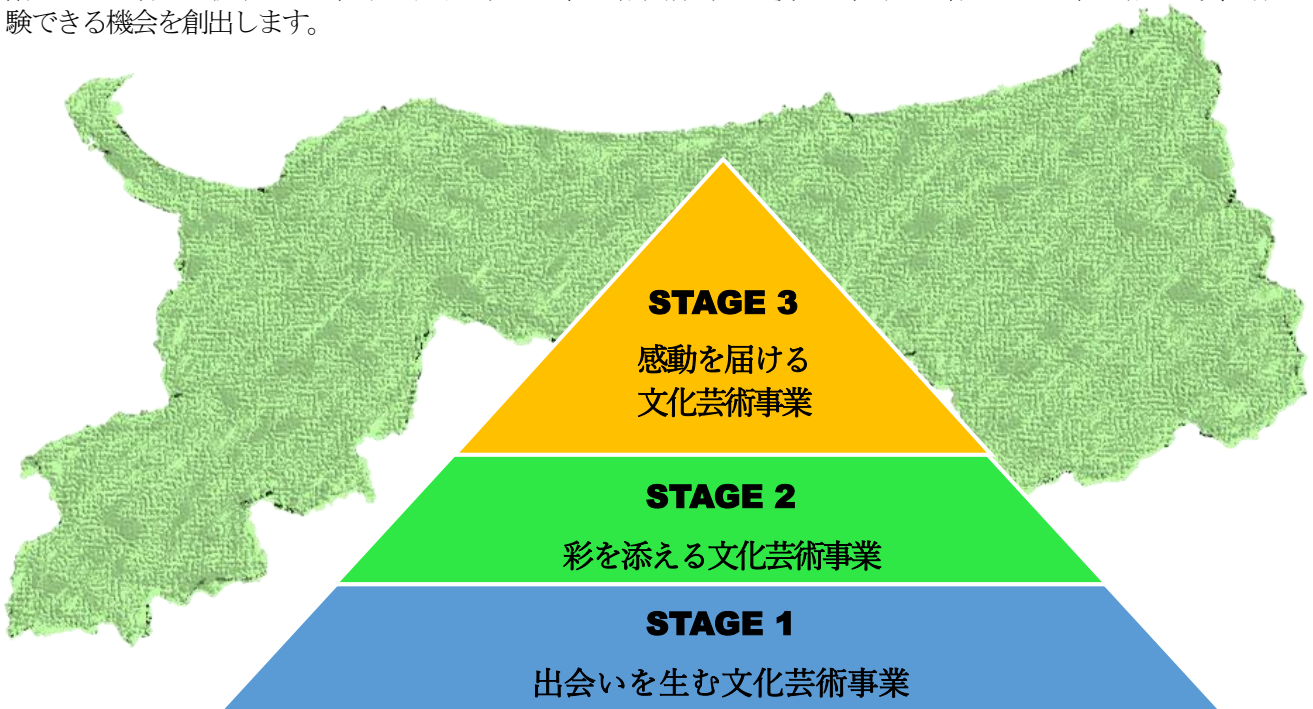 験できる機会を創出します。
STAGE 3
感動を届ける
文化芸術事業
STAGE 2
彩を添える文化芸術事業
STAGE 1
出会いを生む文化芸術事業